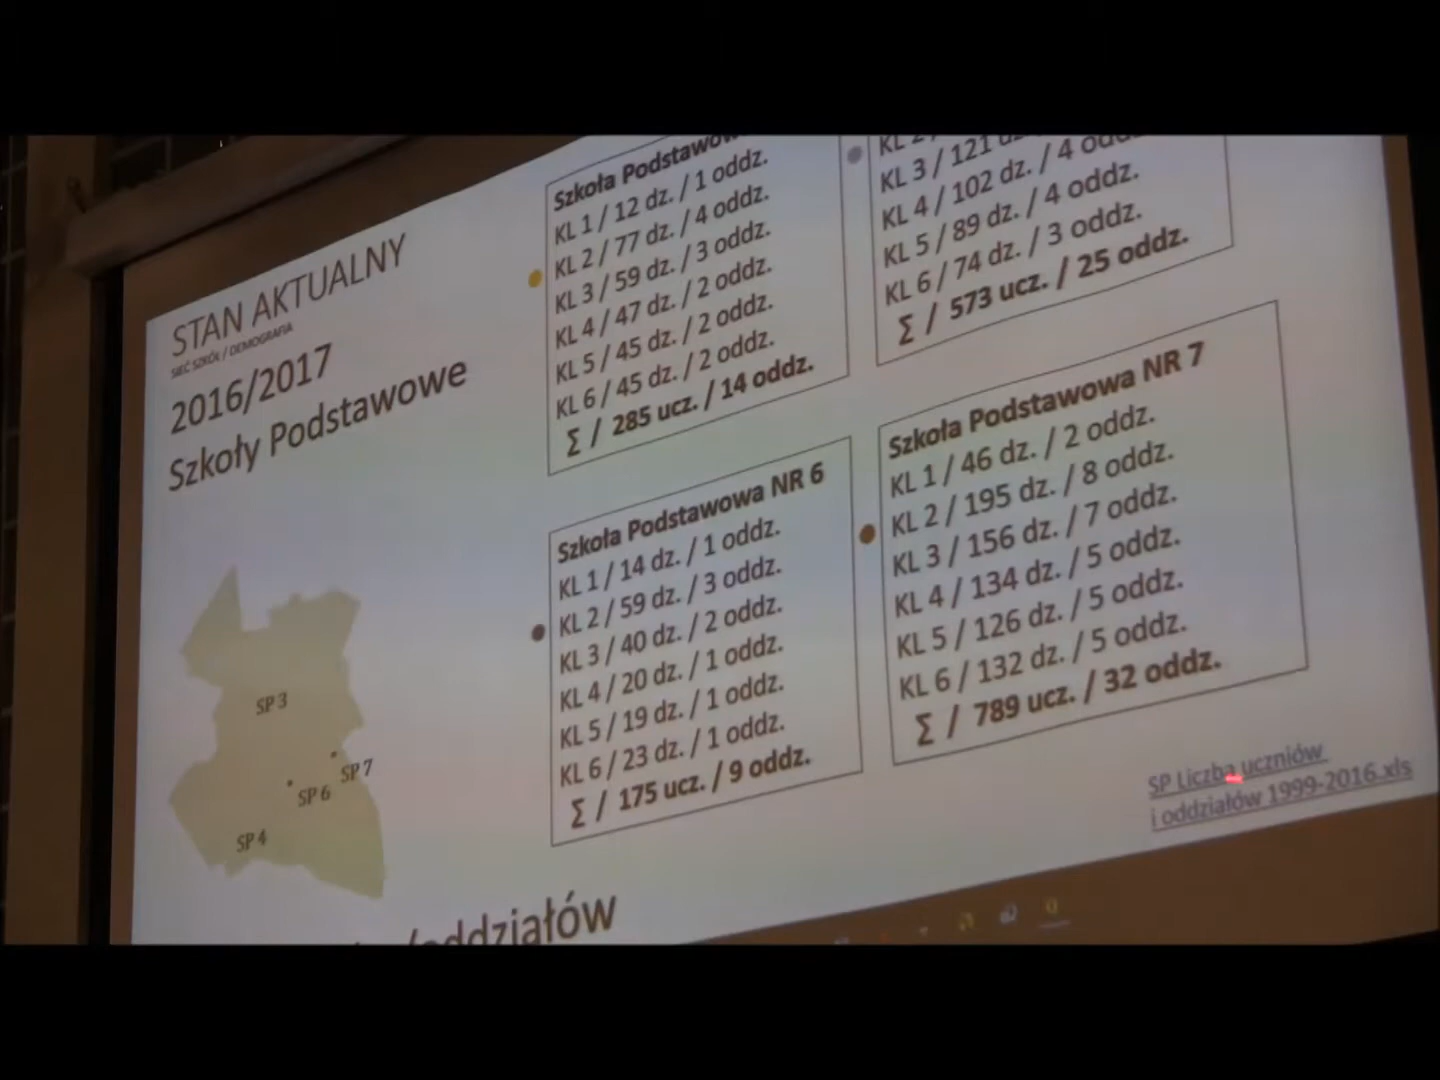 STAN AKTUALNY
SIEĆ SZKÓŁ / DEMOGRAFIA
2016/2017
Szkoły Podstawowe
Szkoła
KL 1 / 12 dz. / 1 oddz.
KL 2 / 77 dz. / 4 oddz.
KL 3 / 59 dz. / 3 oddz.
KL 4 / 47 dz. / 2 oddz.
KL 5 / 45 dz. / 2 oddz.
KL 6 / 45 dz. / 2 oddz.
∑ / 285 ucz. / 14 oddz.
KL 3 / 121
KL 4 / 102 dz. / 4
KL 5 / 89 dz. / 4 oddz.
KL 6 / 74 dz. / 3 oddz.
∑ / 573 ucz. / 25 oddz.
Szkoła Podstawowa NR 6
KL 1 / 14 dz. / 1 oddz.
KL 2 / 59 dz. / 3 oddz.
KL 3 / 40 dz. / 2 oddz.
KL 4 / 20 dz. / 1 oddz.
KL 5 / 19 dz. / 1 oddz.
KL 6 / 23 dz. / 1 oddz.
∑ / 175 ucz. / 9 oddz.
Szkoła Podstawowa NR 7
KL 1 / 46 dz. / 2 oddz.
KL 2 / 195 dz. / 8 oddz.
KL 3 / 156 dz. / 7 oddz.
KL 4 / 134 dz. / 5 oddz.
KL 5 / 126 dz. / 5 oddz.
KL 6 / 132 dz. / 5 oddz.
∑ / 789 ucz. / 32 oddz.
SP 3
SP 7
SP 6
SP 4
SP Liczba uczniów
i oddziałów 1999-2016.xls
/oddziałów